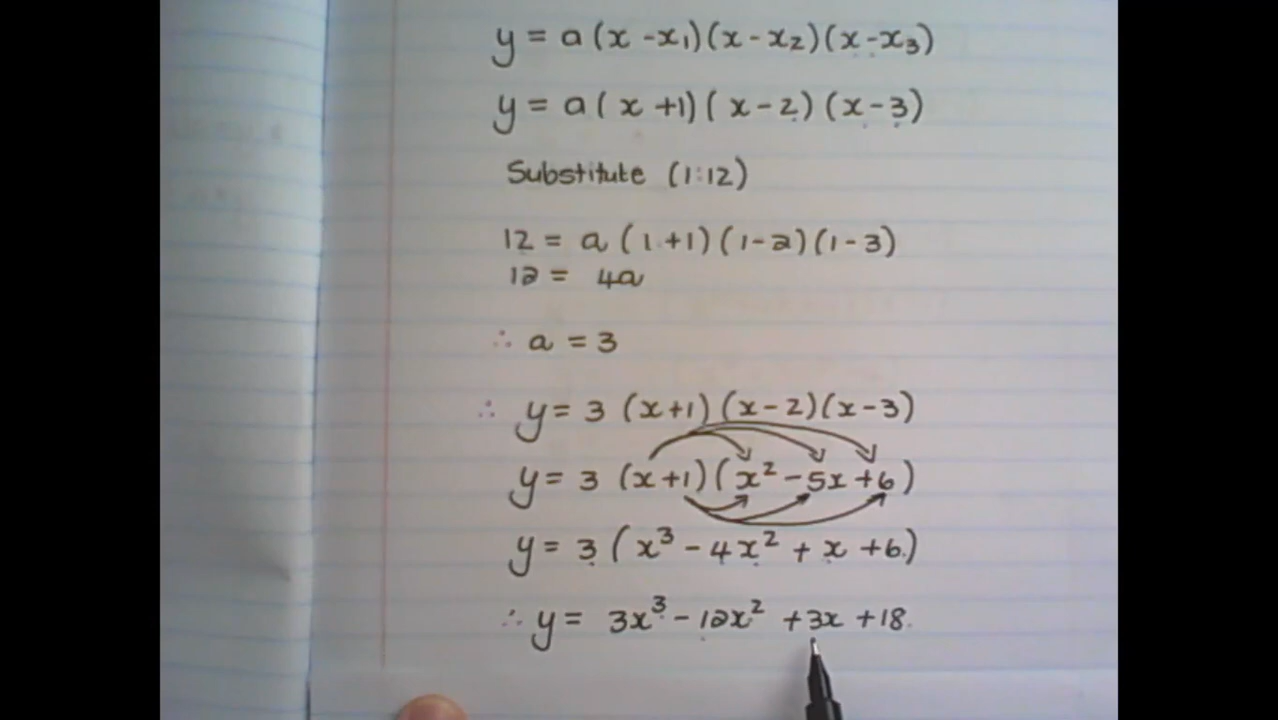 y = a(x - x₁)(x - x₂)(x - x₃)
y = a(x + 1)(x - 2)(x - 3)
Substitute (1:12)
12 = a(1+1)(1-2)(1-3)
12 = 4a
∴ a = 3
∴ y = 3(x+1)(x-2)(x-3)
y = 3(x+1)(x² - 5x + 6)
y = 3(x³ - 4x² + x + 6)
∴ y = 3x³ - 12x² + 3x + 18